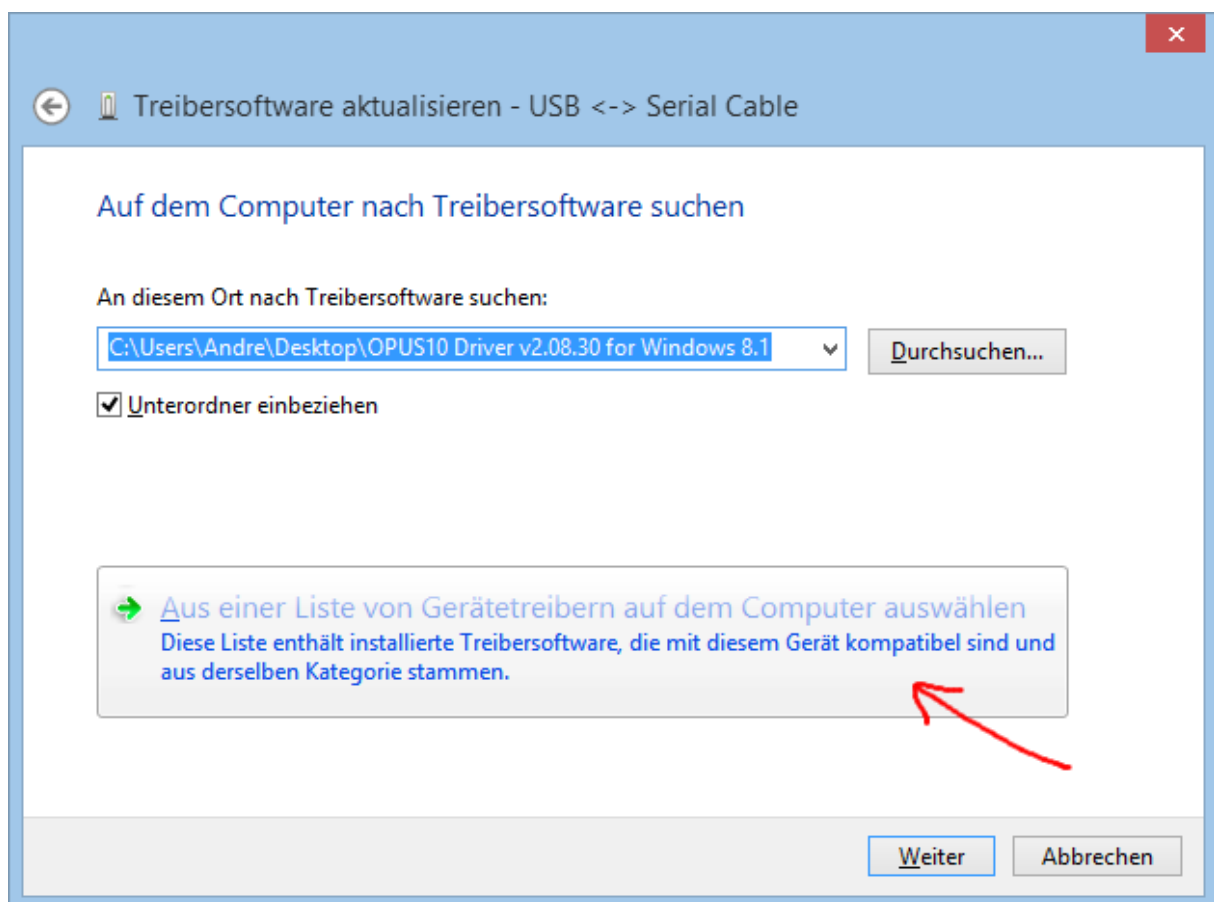 Treibersoftware aktualisieren - USB <-> Serial Cable
Auf dem Computer nach Treibersoftware suchen
An diesem Ort nach Treibersoftware suchen:
C:\Users\Andre\Desktop\OPUS10 Driver v2.08.30 for Windows 8.1
Durchsuchen...
Unterordner einbeziehen
Aus einer Liste von Gerätetreibern auf dem Computer auswählen
Diese Liste enthält installierte Treibersoftware, die mit diesem Gerät kompatibel sind und
aus derselben Kategorie stammen.
Weiter
Abbrechen